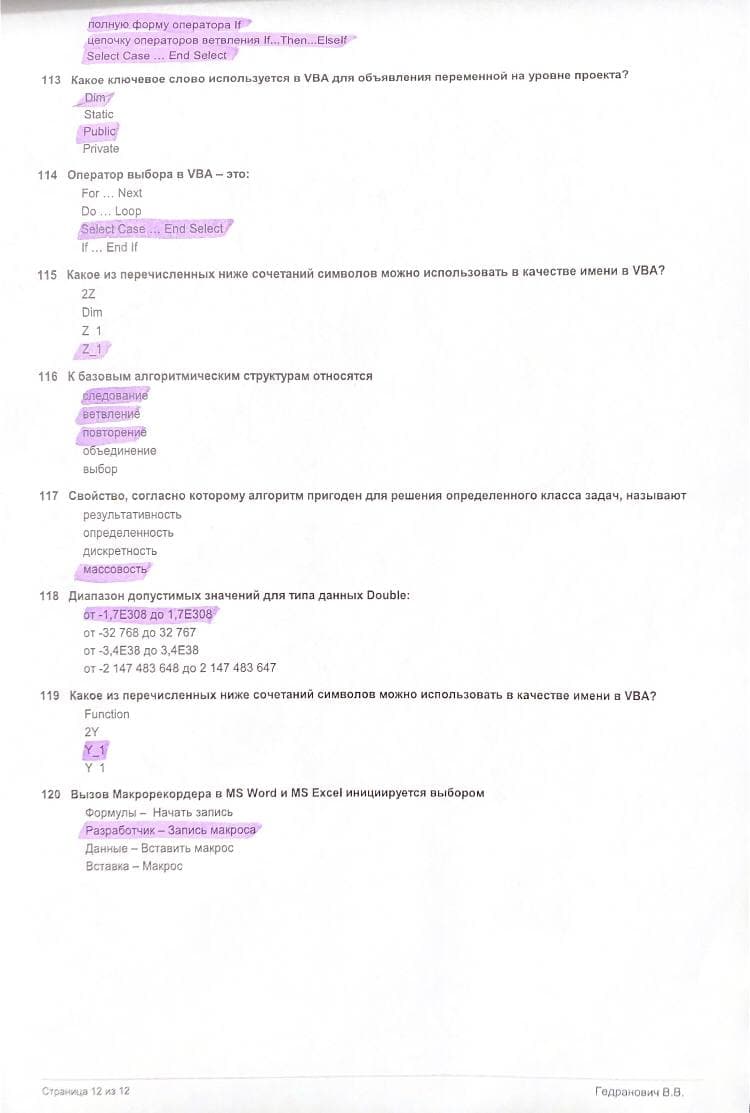 полную форму оператора If
цепочку операторов ветвления If...Then...ElseIf
Select Case ... End Select
113 Какое ключевое слово используется в VBA для объявления переменной на уровне проекта?
Dim
Static
Public
Private
114 Оператор выбора в VBA – это:
For ... Next
Do ... Loop
Select Case ... End Select
If ... End If
115 Какое из перечисленных ниже сочетаний символов можно использовать в качестве имени в VBA?
2Z
Dim
Z 1
Z_1
116 К базовым алгоритмическим структурам относятся
следование
ветвление
повторение
объединение
выбор
117 Свойство, согласно которому алгоритм пригоден для решения определенного класса задач, называют
результативность
определенность
дискретность
массовость
118 Диапазон допустимых значений для типа данных Double:
от -1,7E308 до 1,7E308
от -32 768 до 32 767
от -3,4E38 до 3,4E38
от -2 147 483 648 до 2 147 483 647
119 Какое из перечисленных ниже сочетаний символов можно использовать в качестве имени в VBA?
Function
2Y
Y_1
Y 1
120 Вызов Макрорекордера в MS Word и MS Excel инициируется выбором
Формулы – Начать запись
Разработчик – Запись макроса
Данные – Вставить макрос
Вставка – Макрос
Страница 12 из 12 Гедранович В.В.